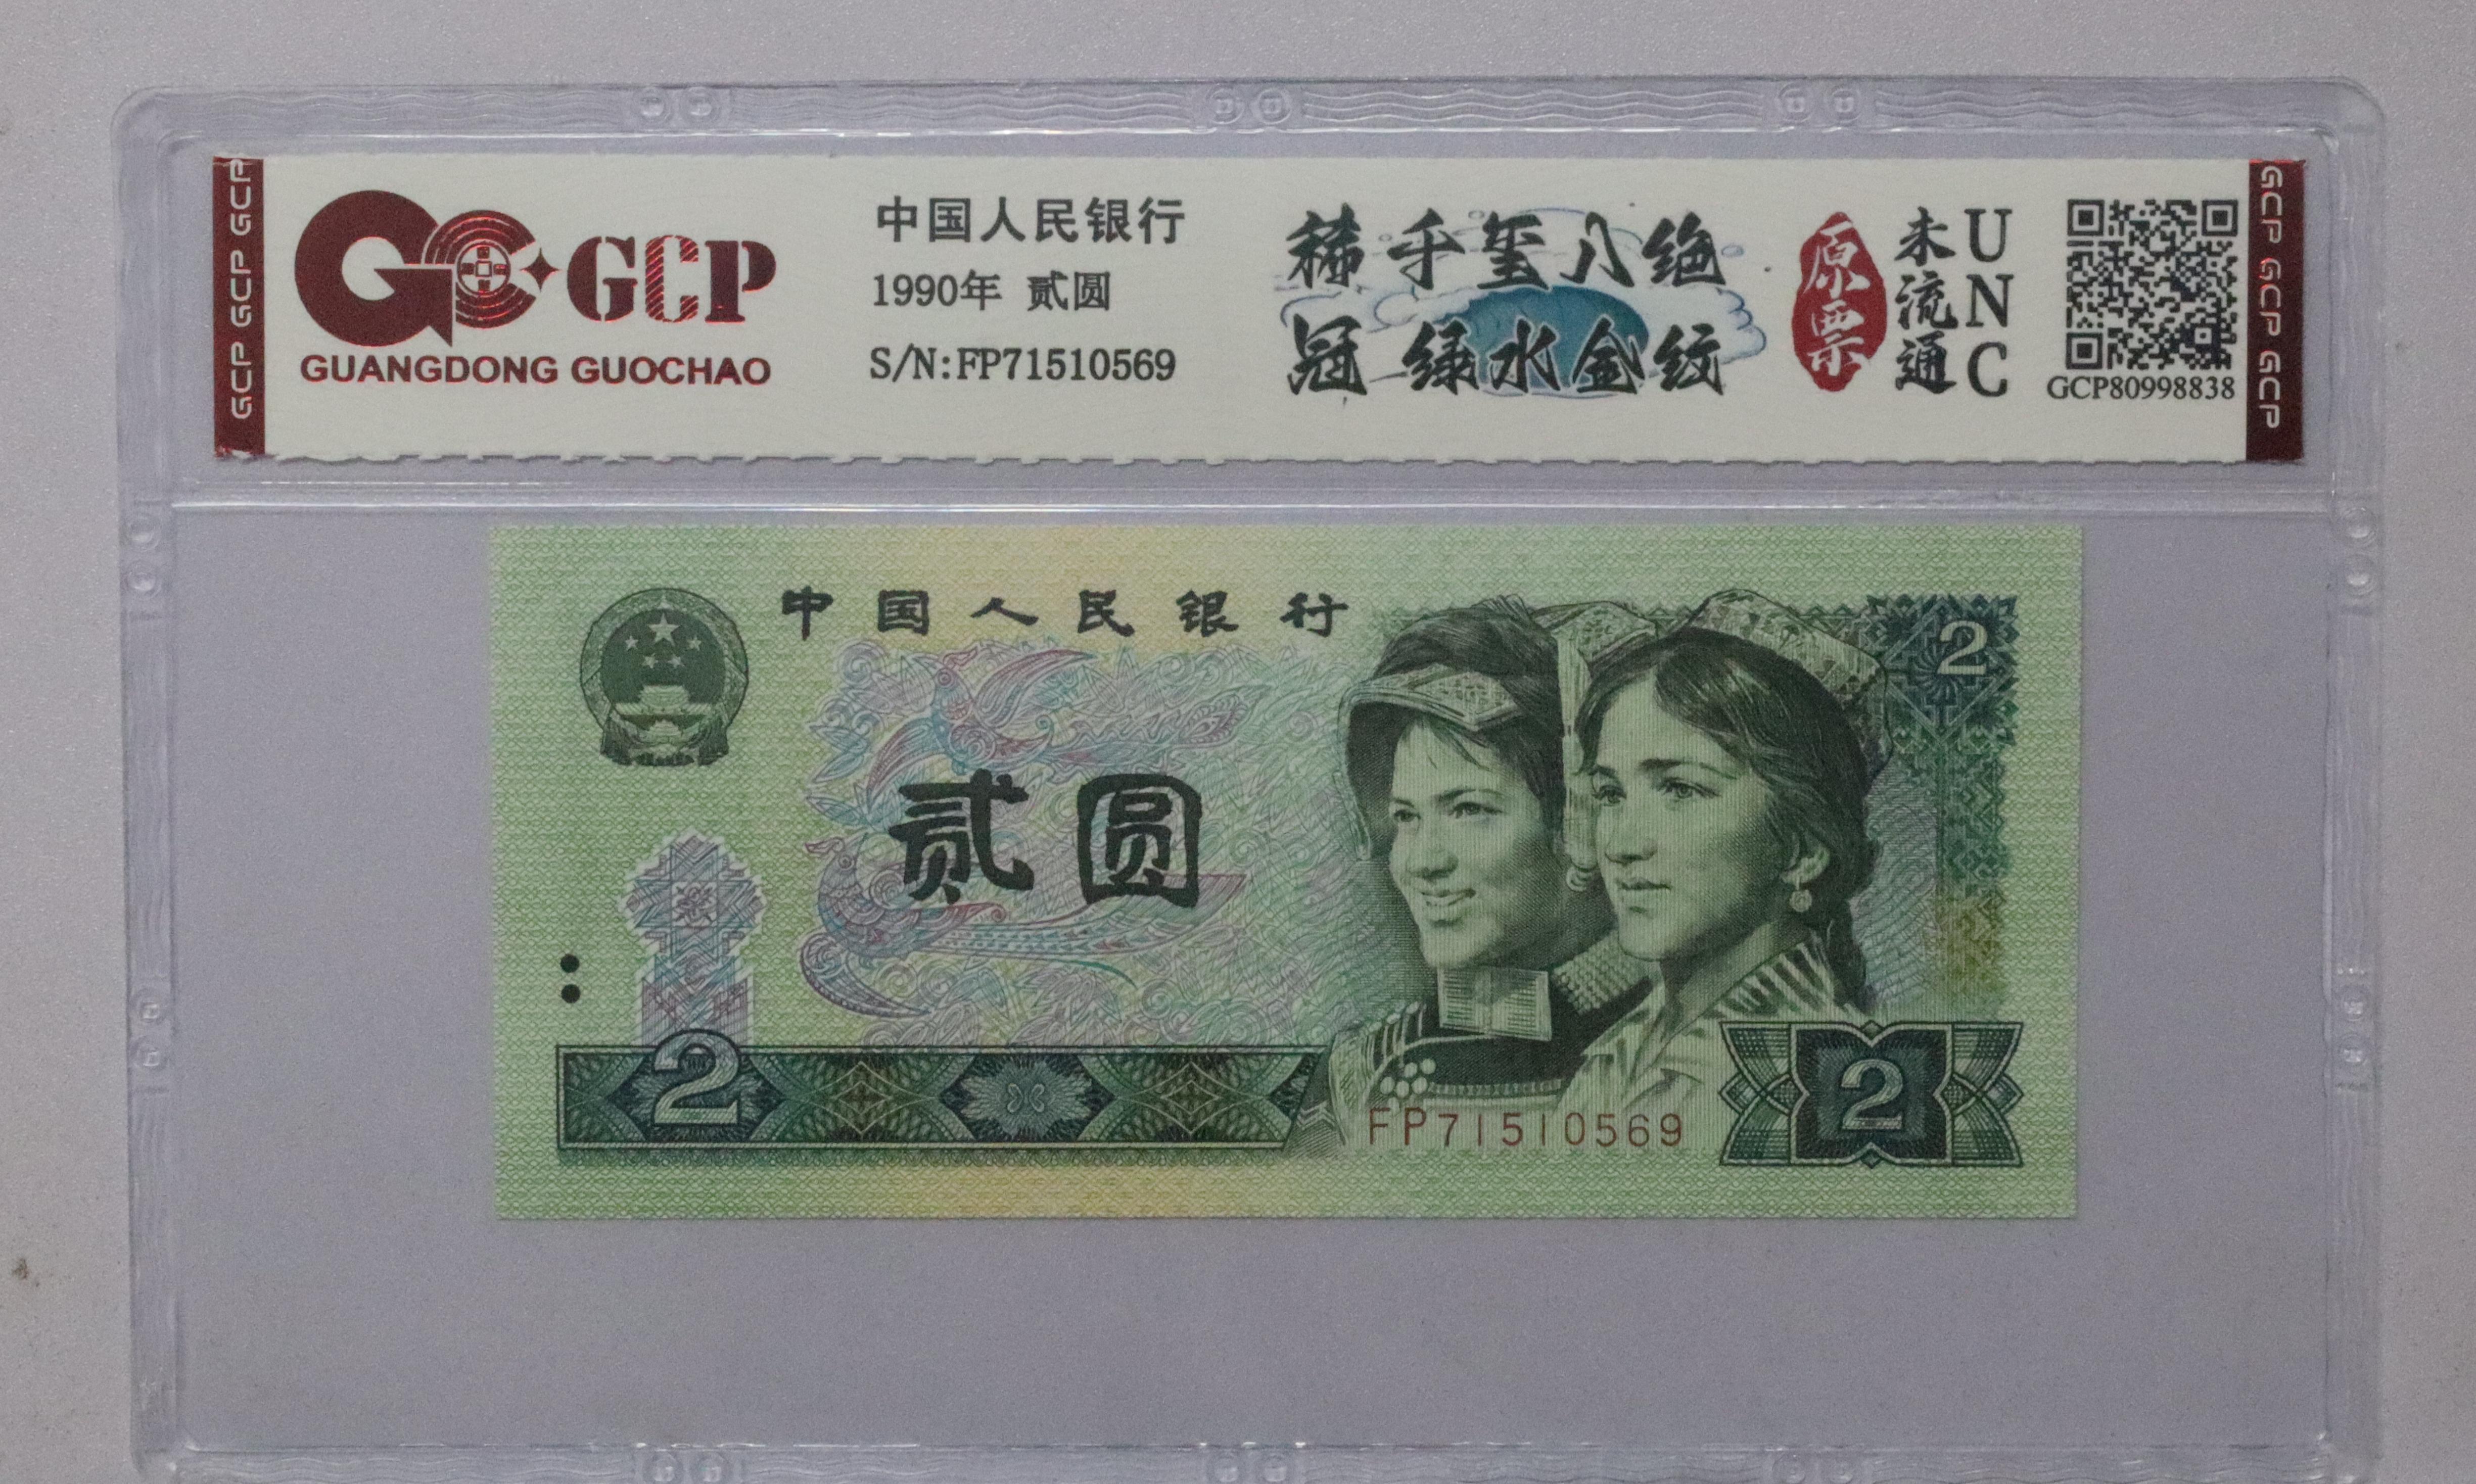 GCP GCP GCP
GCP
GUANGDONG GUOCHAO
中国人民银行
1990年 贰圆
S/N:FP71510569
稀千玺八绝
冠绿水金纹
原票
未流通
UNC
GCP80998838
GCP GCP GCP
中国人民银行
2
贰圆
2
FP71510569
2